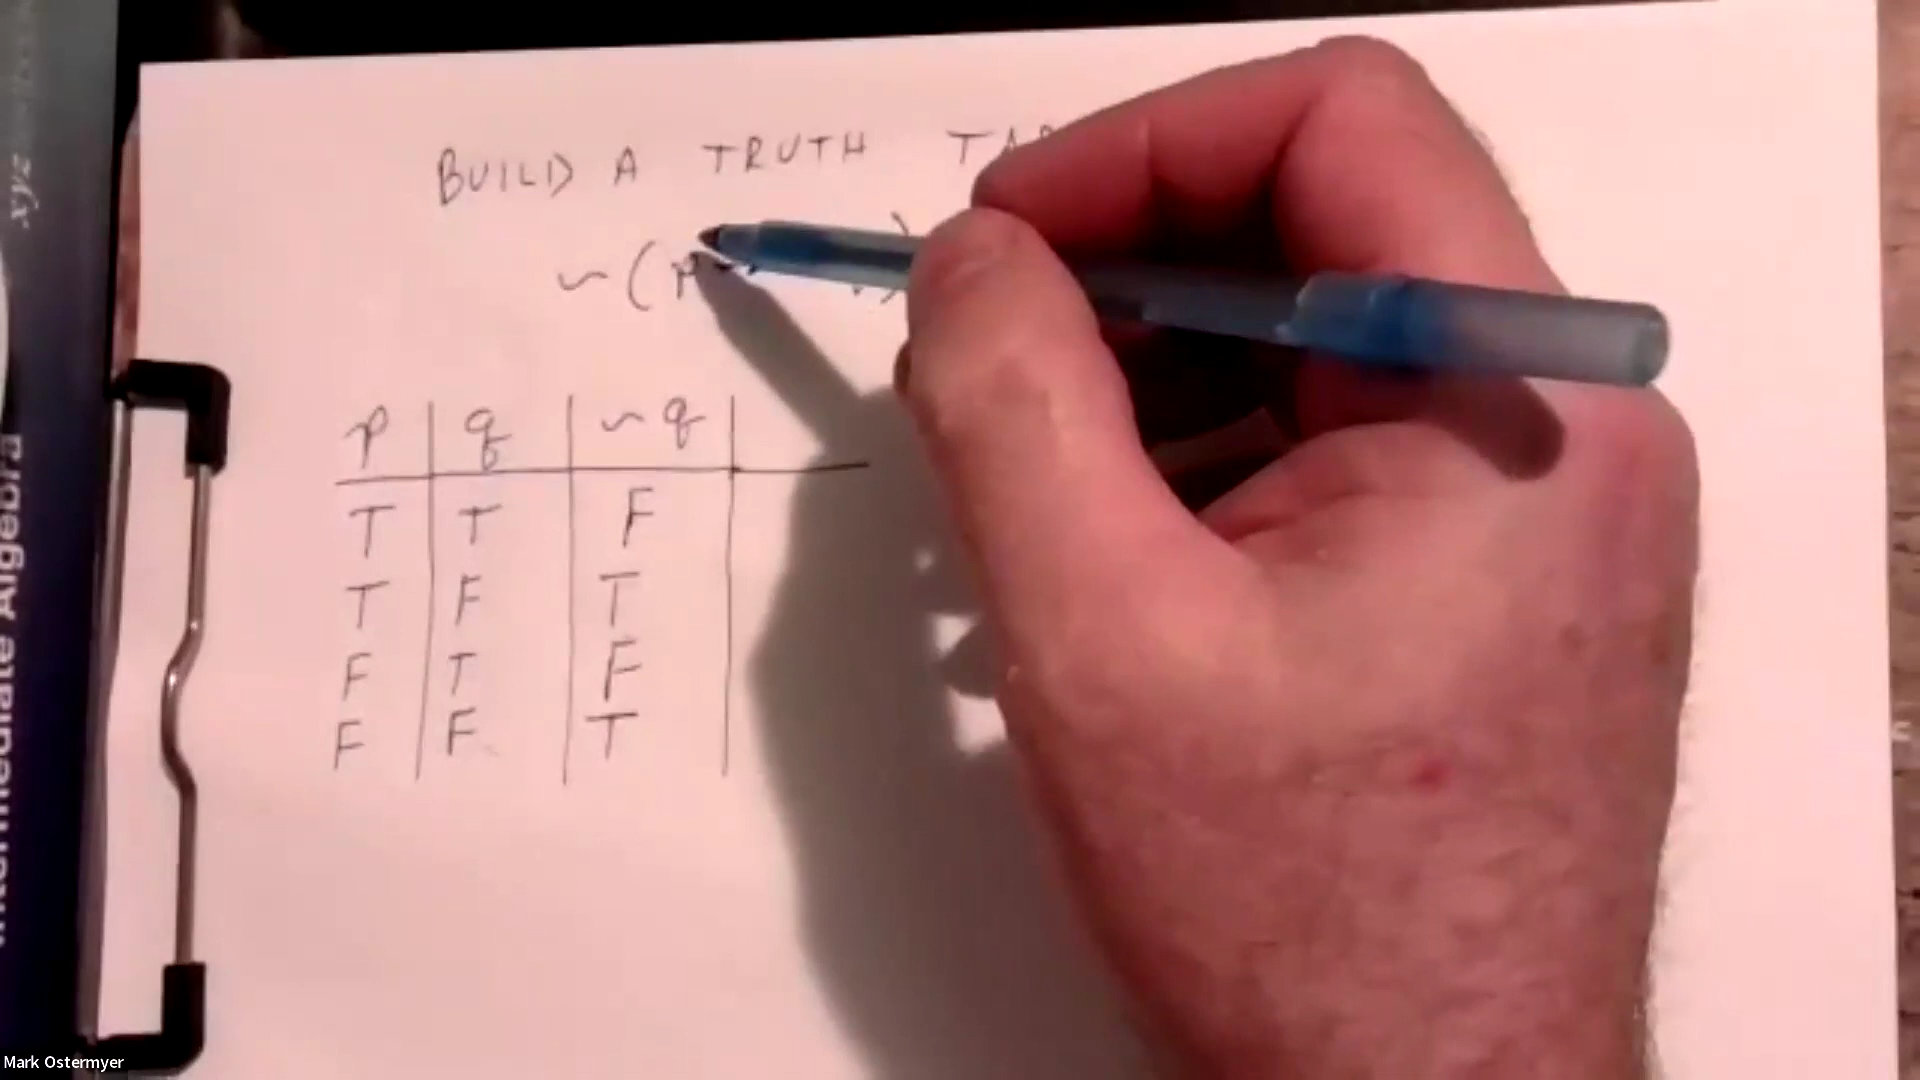 BUILD A TRUTH
~(p
p q ~q
T T F
T F T
F T F
F F T
Intermediate Algebra
xyz
Mark Ostermyer